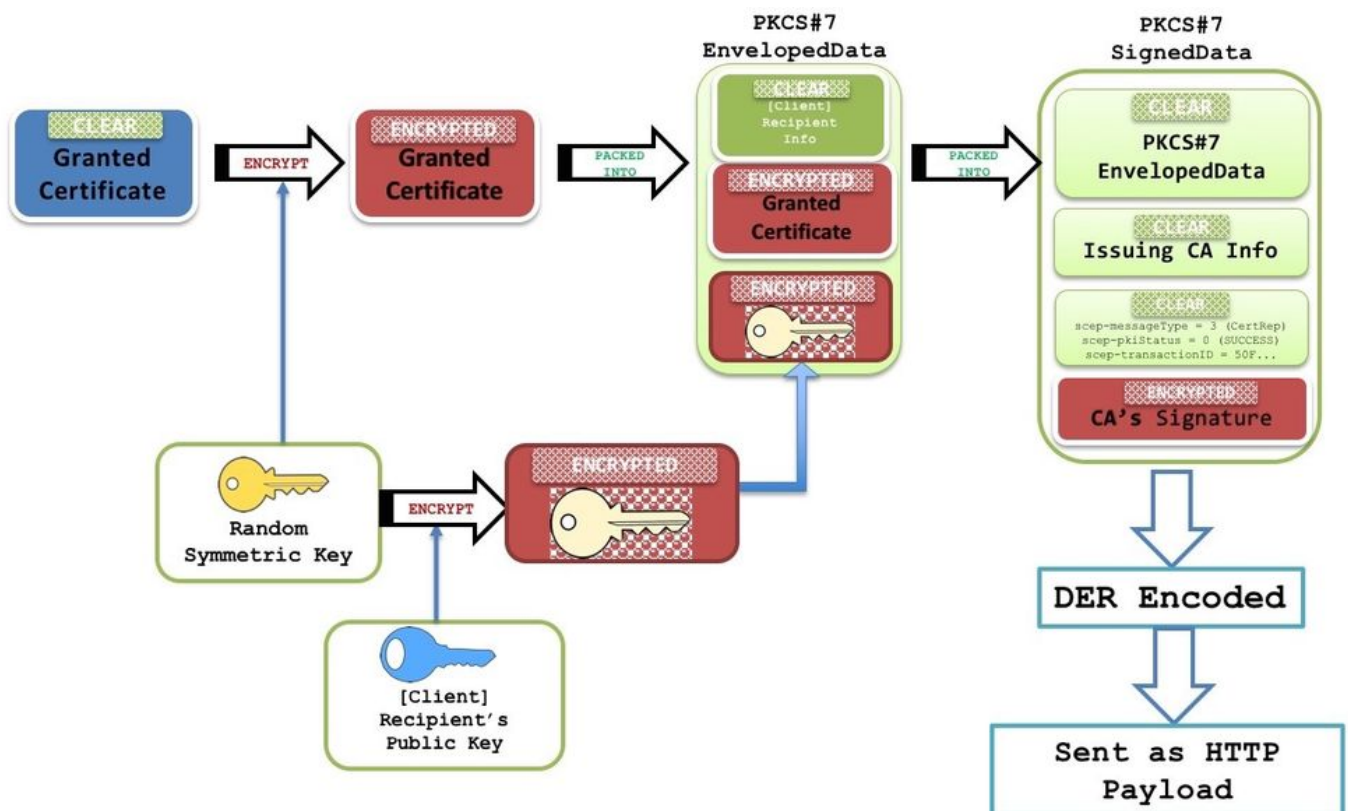 PKCS#7
EnvelopedData
PKCS#7
SignedData
CLEAR
Granted
Certificate
ENCRYPT
ENCRYPTED
Granted
Certificate
PACKED
INTO
CLEAR
[Client]
Recipient
Info
ENCRYPTED
Granted
Certificate
ENCRYPTED
PACKED
INTO
CLEAR
PKCS#7
EnvelopedData
CLEAR
Issuing CA Info
CLEAR
scep-messageType = 3 (CertRep)
scep-pkiStatus = 0 (SUCCESS)
scep-transactionID = 50F...
ENCRYPTED
CA's Signature
Random
Symmetric Key
ENCRYPT
ENCRYPTED
[Client]
Recipient's
Public Key
DER Encoded
Sent as HTTP
Payload